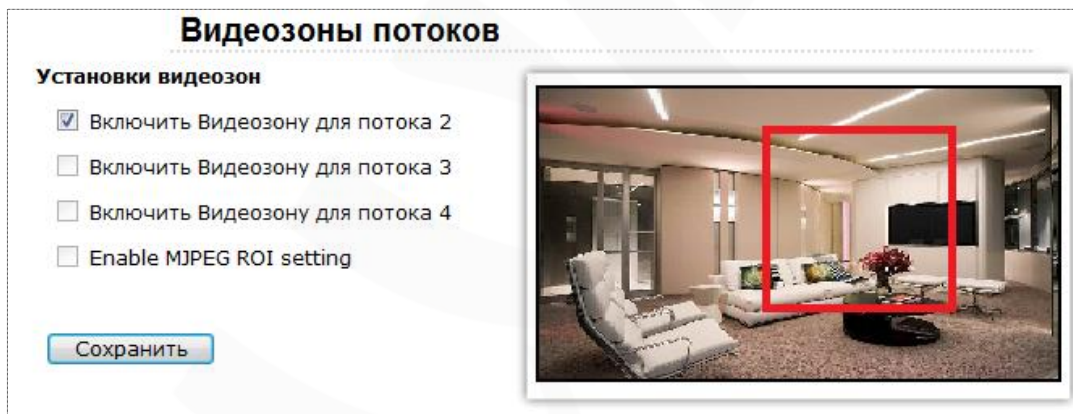 Видеозоны потоков
Установки видеозон
Включить Видеозону для потока 2
Включить Видеозону для потока 3
Включить Видеозону для потока 4
Enable MJPEG ROI setting
Сохранить